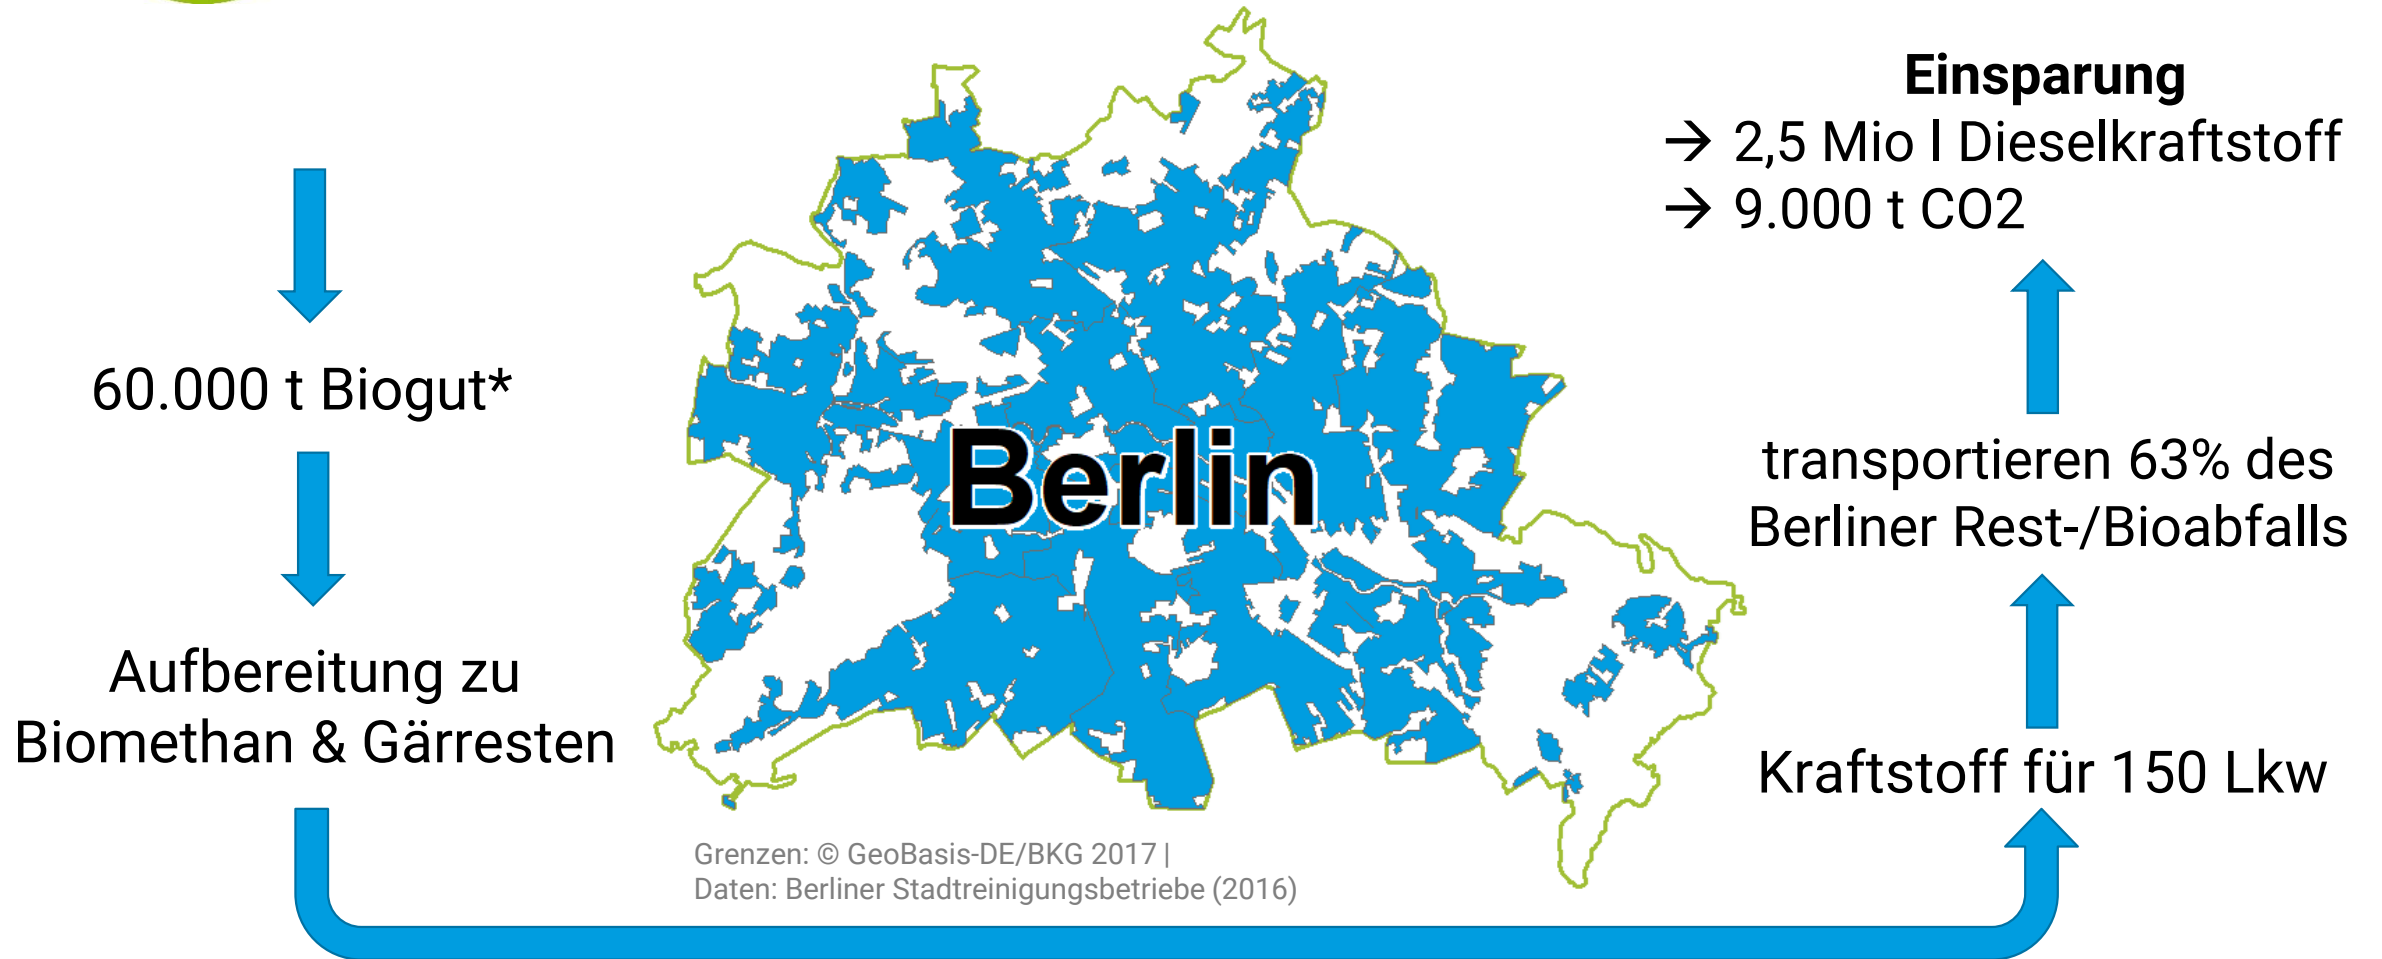 60.000 t Biogut*
Aufbereitung zu
Biomethan & Gärresten
Berlin
Grenzen: © GeoBasis-DE/BKG 2017 |
Daten: Berliner Stadtreinigungsbetriebe (2016)
Kraftstoff für 150 Lkw
transportieren 63% des
Berliner Rest-/Bioabfalls
Einsparung
→ 2,5 Mio l Dieselkraftstoff
→ 9.000 t CO2